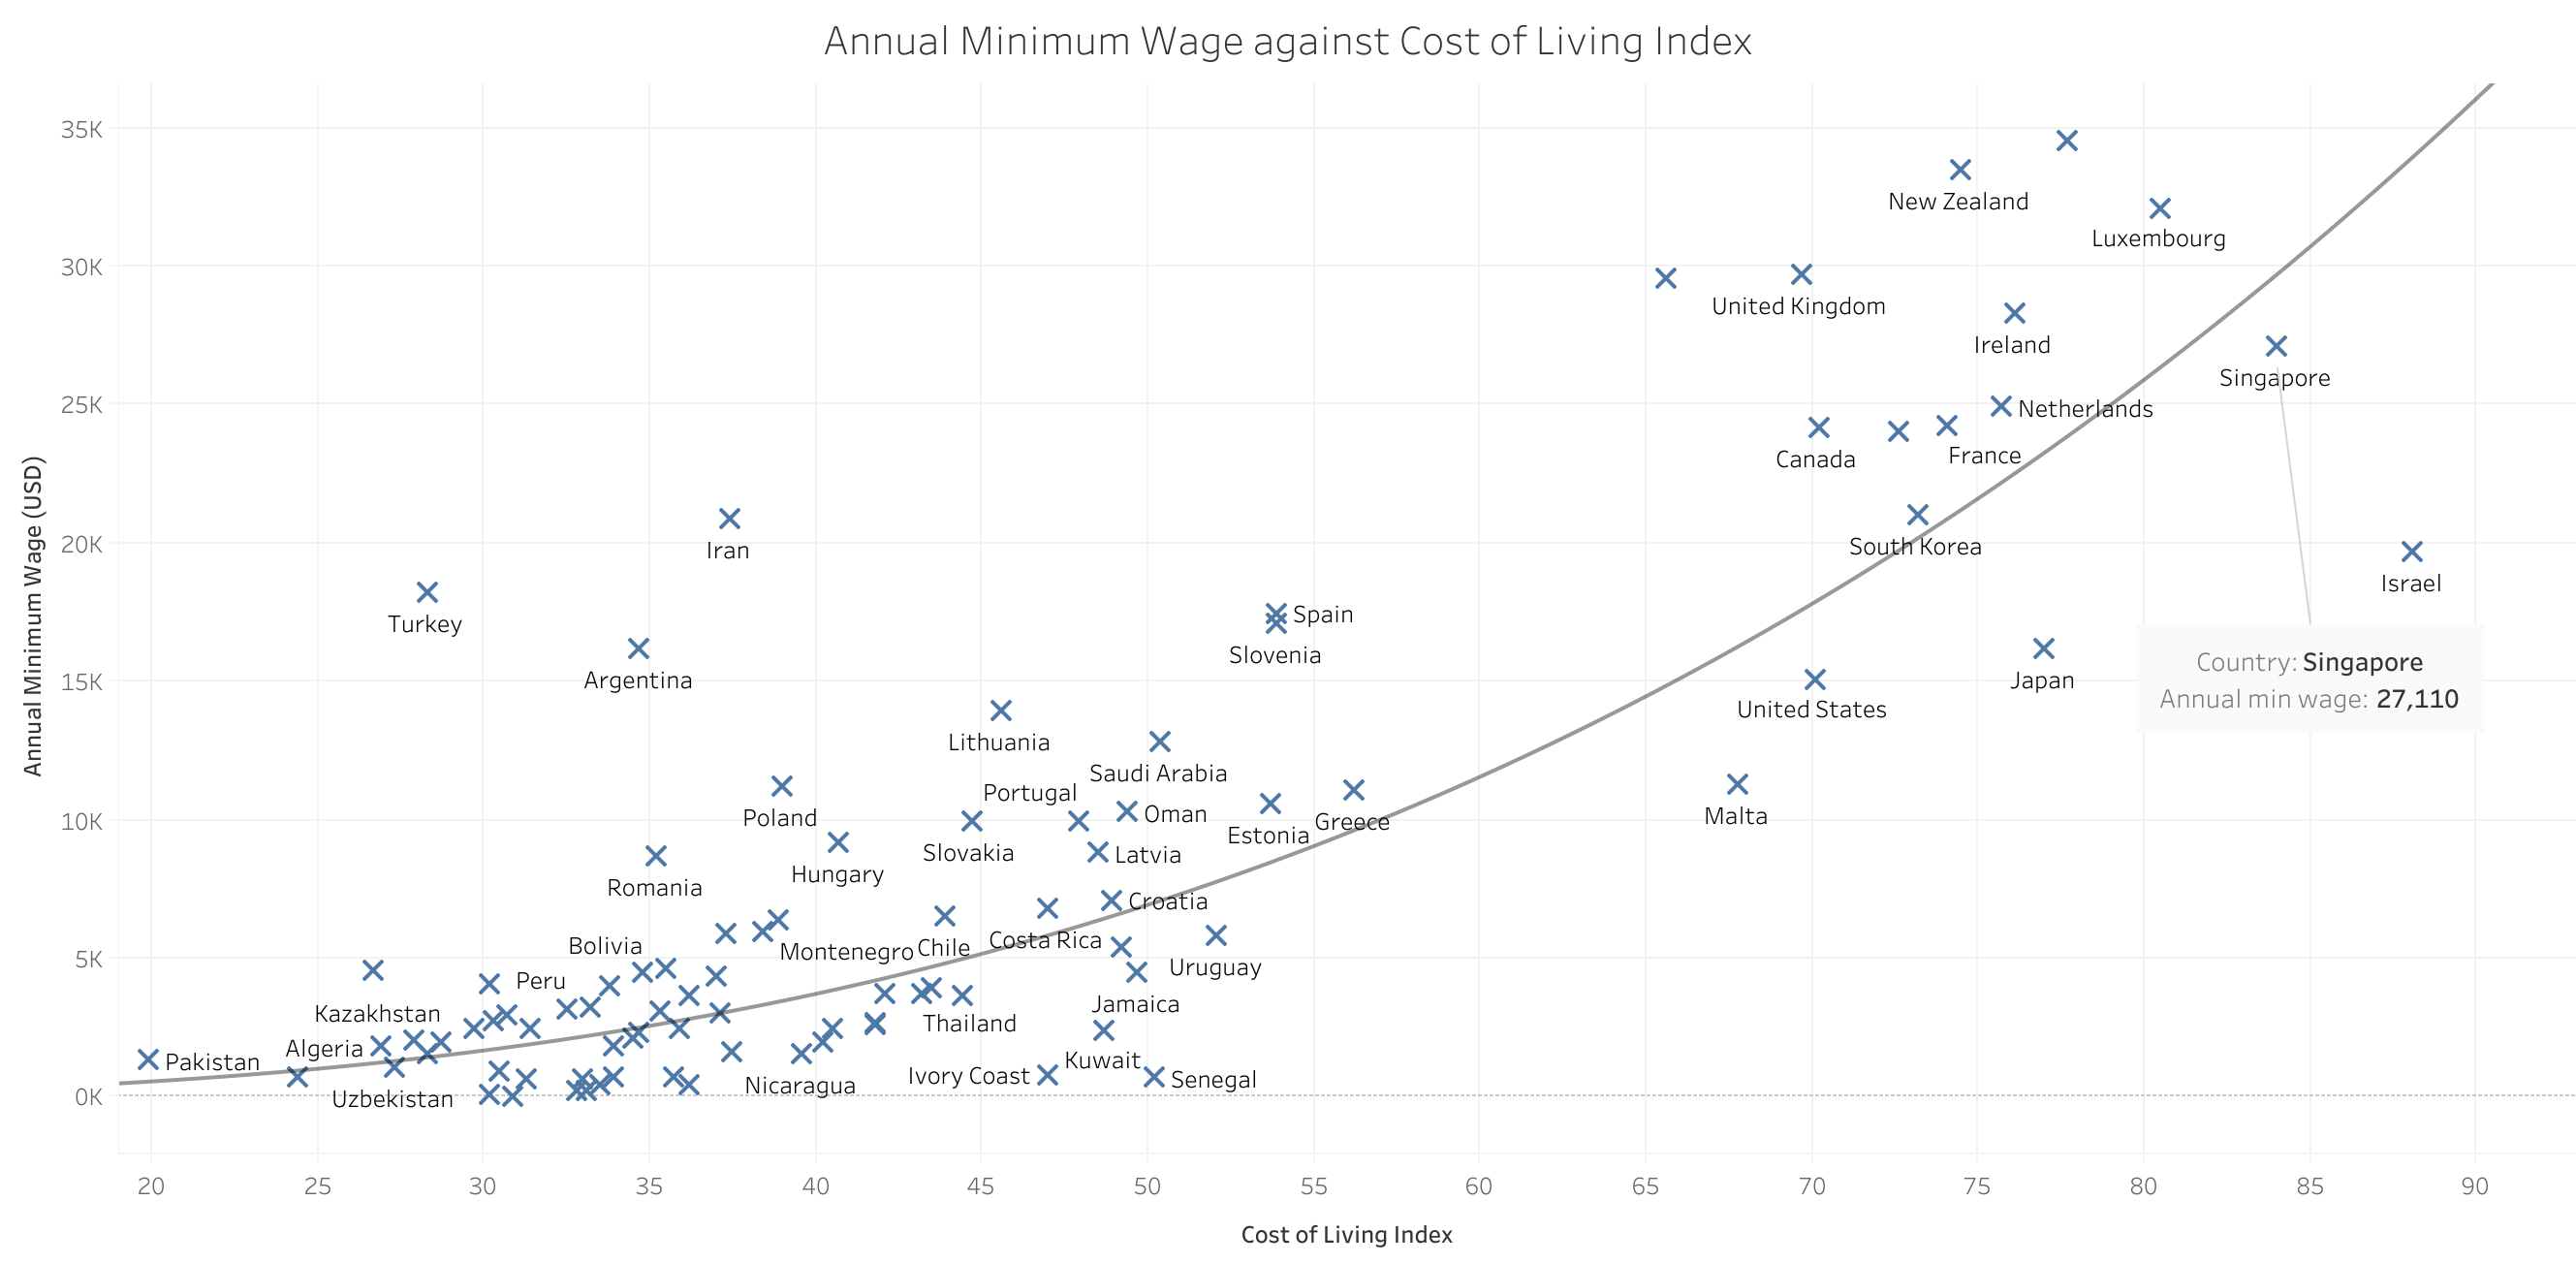 Annual Minimum Wage against Cost of Living Index
35K
New Zealand
Luxembourg
30K
United Kingdom
Ireland
Singapore
25K
Netherlands
Canada
France
20K
Iran
South Korea
Israel
Turkey
Spain
Slovenia
15K
Argentina
Japan
United States
Country: Singapore
Annual min wage: 27,110
Lithuania
Saudi Arabia
Portugal
10K
Poland
Oman
Malta
Estonia
Greece
Slovakia
Latvia
Hungary
Romania
Croatia
Bolivia
Montenegro
Chile
Costa Rica
5K
Uruguay
Peru
Jamaica
Kazakhstan
Thailand
Algeria
Pakistan
Kuwait
Ivory Coast
Senegal
Nicaragua
0K
Uzbekistan
Annual Minimum Wage (USD)
20 25 30 35 40 45 50 55 60 65 70 75 80 85 90
Cost of Living Index